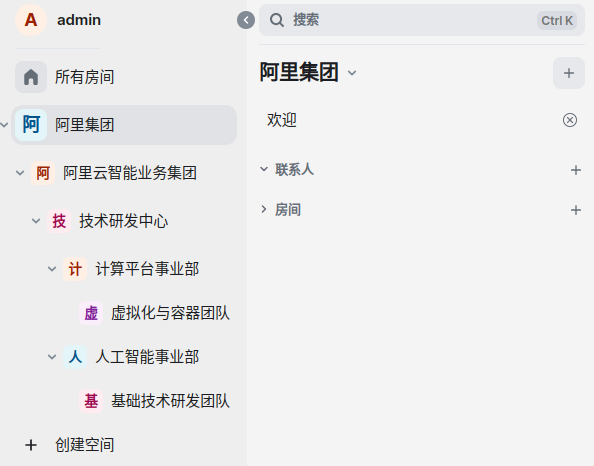 A admin
所有房间
阿 阿里集团
阿 阿里云智能业务集团
技 技术研发中心
计 计算平台事业部
虚 虚拟化与容器团队
人 人工智能事业部
基 基础技术研发团队
创建空间
搜索 Ctrl K
阿里集团
欢迎
联系人
房间